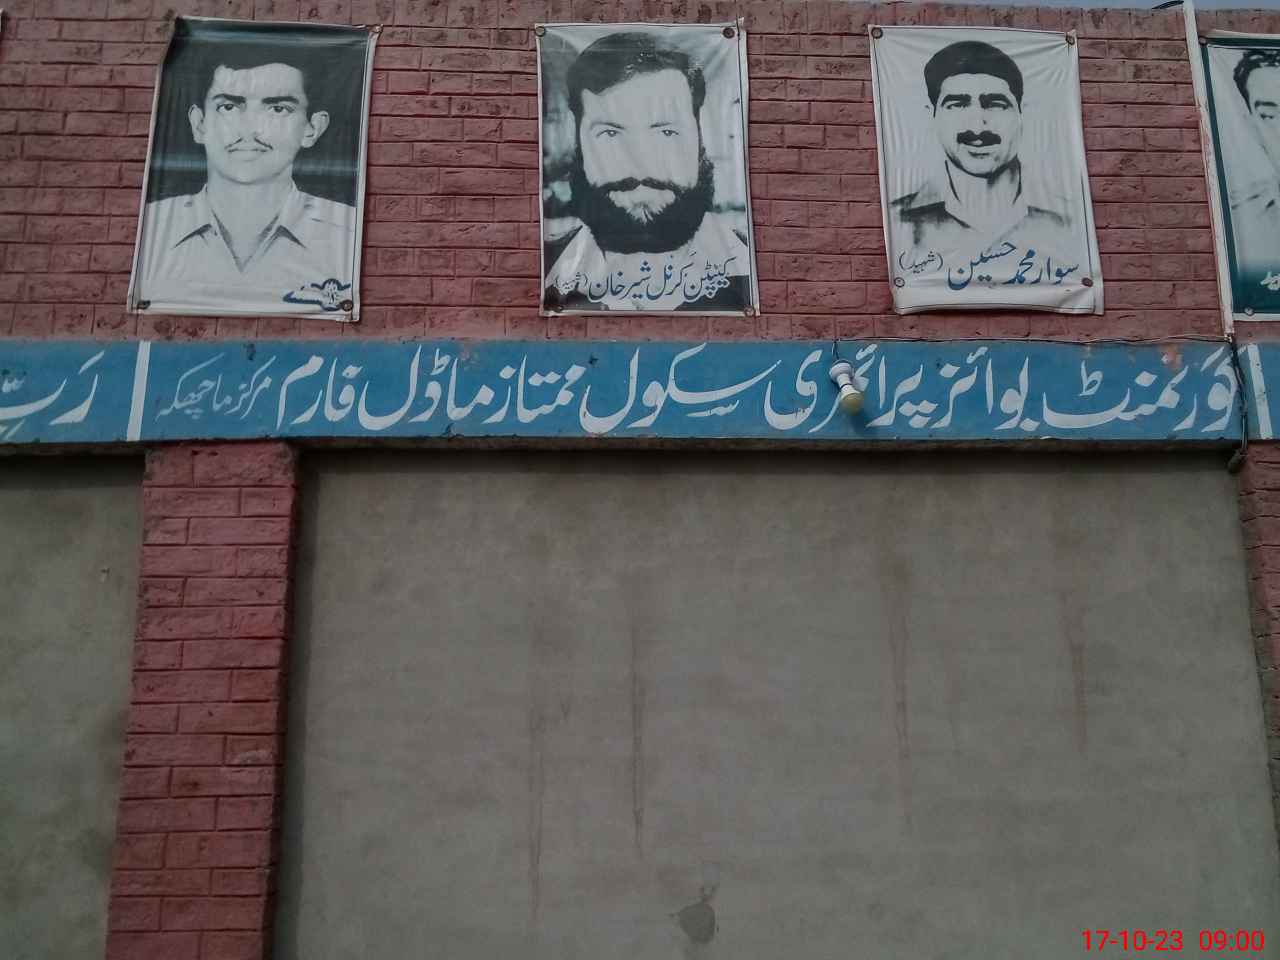 سوار محمد حسین (شہید)
کیپٹن کرنل شیر خان (شہید)
گورنمنٹ بوائز پرائمری سکول ممتاز ماڈل فارم مرکز ماچھکہ
رَبِّ
17-10-23 09:00